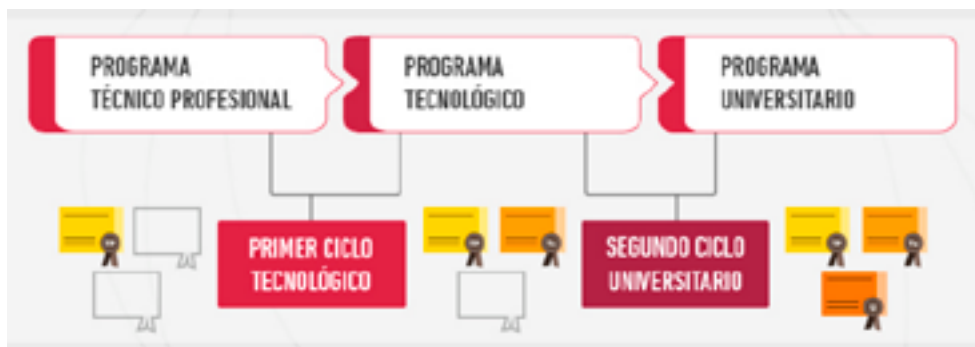 PROGRAMA
TÉCNICO PROFESIONAL
PROGRAMA
TECNOLÓGICO
PROGRAMA
UNIVERSITARIO
PRIMER CICLO
TECNOLÓGICO
SEGUNDO CICLO
UNIVERSITARIO